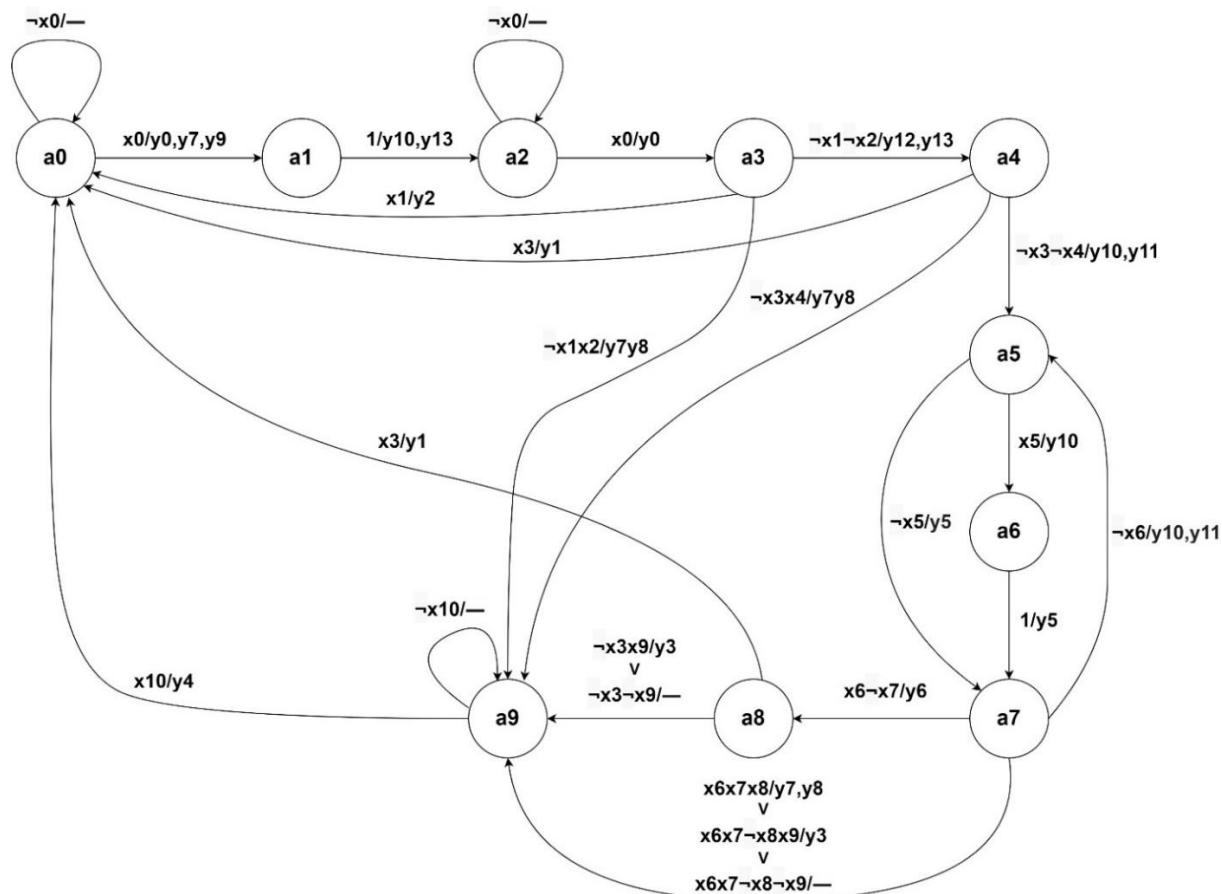 ¬x0/—
¬x0/—
a0
x0/y0,y7,y9
a1
1/y10,y13
a2
x0/y0
a3
¬x1¬x2/y12,y13
a4
x1/y2
x3/y1
¬x3¬x4/y10,y11
¬x3x4/y7y8
¬x1x2/y7y8
a5
x3/y1
x5/y10
¬x5/y5
a6
¬x6/y10,y11
¬x10/—
1/y5
¬x3x9/y3
∨
¬x3¬x9/—
x10/y4
x6¬x7/y6
a9
a8
a7
x6x7x8/y7,y8
∨
x6x7¬x8x9/y3
∨
x6x7¬x8¬x9/—